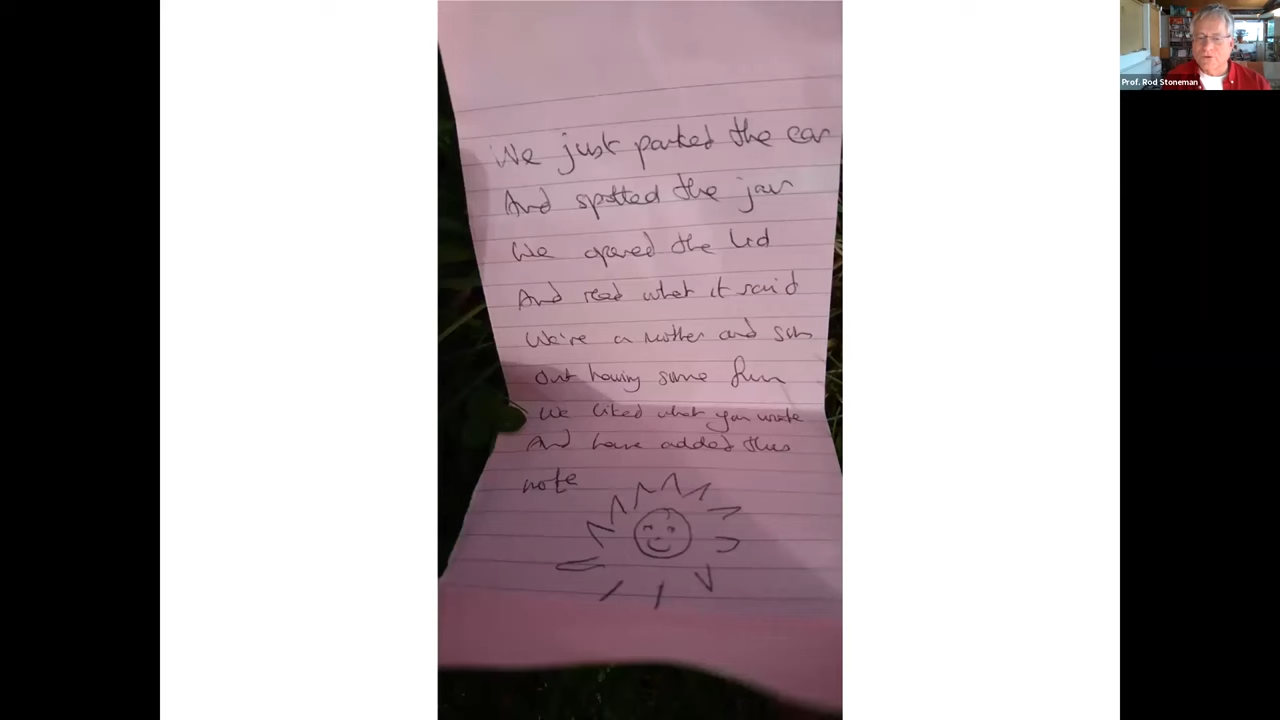 We just parked the car
And spotted the jar
We opened the lid
And read what it said
We're a mother and son
Out having some fun
We liked what you wrote
And have added this
note
Prof. Rod Stoneman